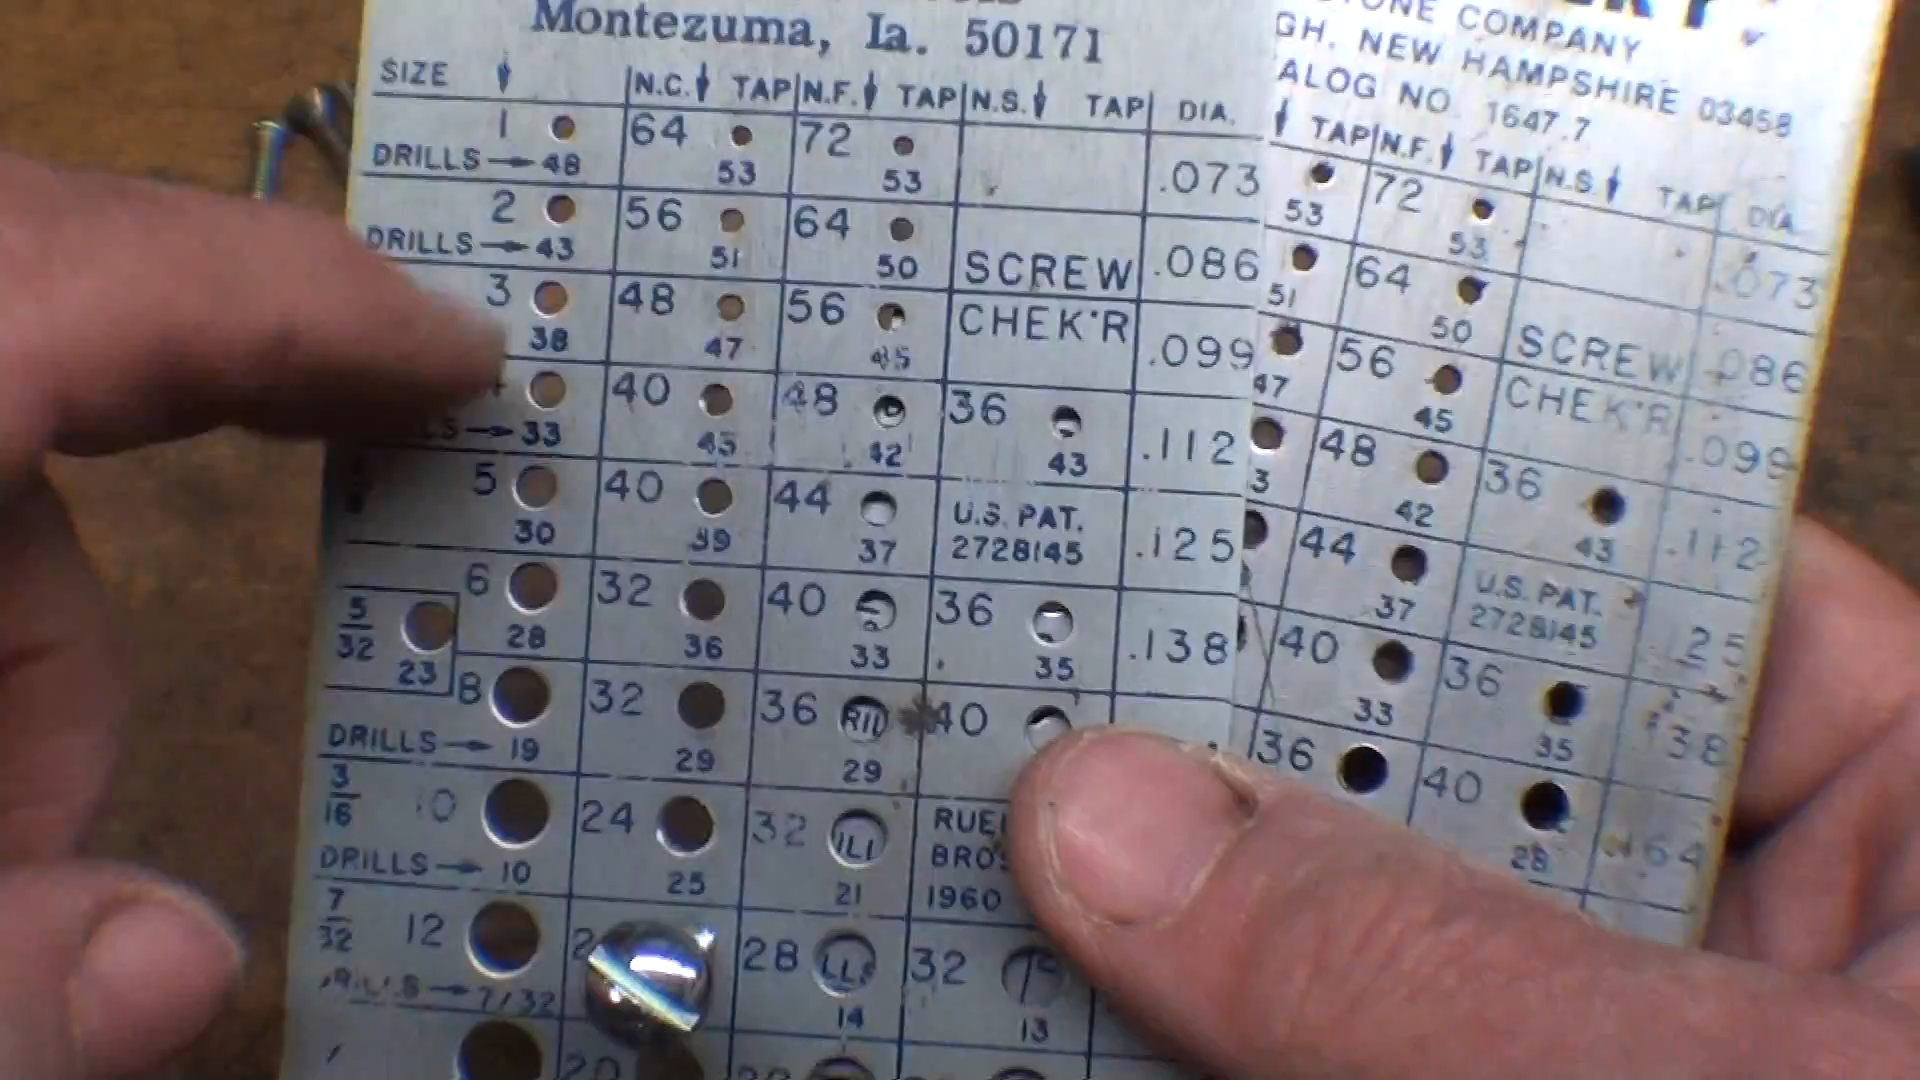 Montezuma, Ia. 50171
SIZE N.C. TAP N.F. TAP N.S. TAP DIA.
1 64 72
DRILLS 48 53 53 .073
2 56 64
DRILLS 43 51 50 SCREW .086
3 48 56 CHEK'R
38 47 45 .099
40 48 36
33 43 42 43 .112
5 40 44 U.S. PAT.
30 39 37 2728145 .125
6 32 40 36
5/32 28 36 33 35 .138
23
8 32 36 40
DRILLS 19 29 29
3/16 10 24 32
DRILLS 10 25 21
BROS
1960
7/32 12 28 32
7/32 14 13
20
COMPANY
NEW HAMPSHIRE 03458
NO. 1647.7
TAP N.F. TAP N.S. TAP DIA.
72
53 53 .073
64
51 50 SCREW .086
56 CHEK'R
47 45 .099
48 36
42 43 .112
44 U.S. PAT.
37 2728145
40 36
33 35
36 40
28